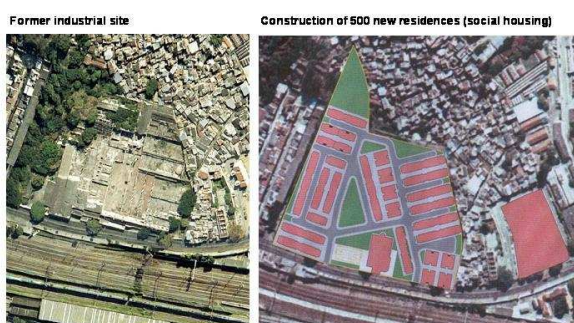 Former industrial site
Construction of 500 new residences (social housing)